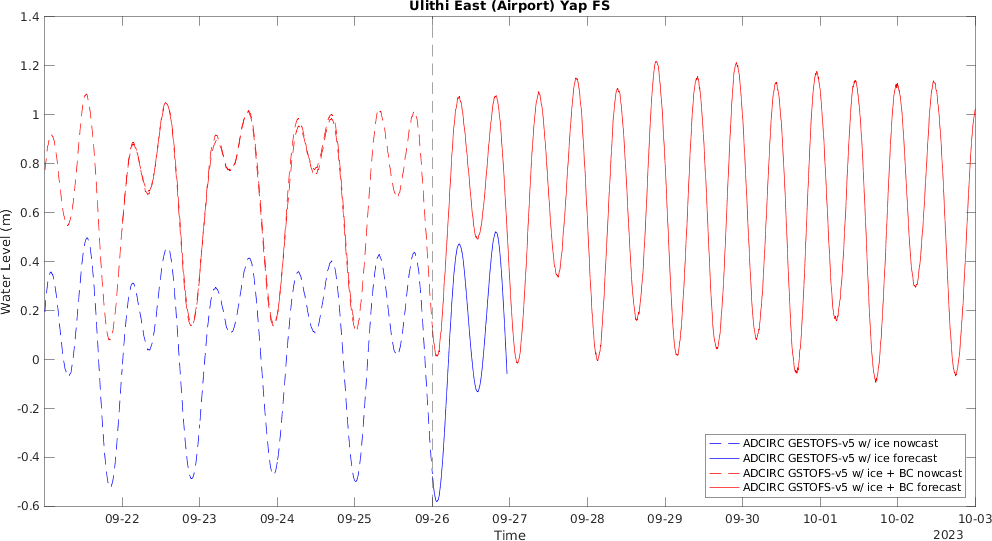 Ulithi East (Airport) Yap FS
1.4
1.2
1
0.8
0.6
0.4
0.2
0
-0.2
-0.4
-0.6
Water Level (m)
ADCIRC GESTOFS-v5 w/ ice nowcast
ADCIRC GESTOFS-v5 w/ ice forecast
ADCIRC GSTOFS-v5 w/ ice + BC nowcast
ADCIRC GSTOFS-v5 w/ ice + BC forecast
09-22 09-23 09-24 09-25 09-26 09-27 09-28 09-29 09-30 10-01 10-02 10-03
Time
2023